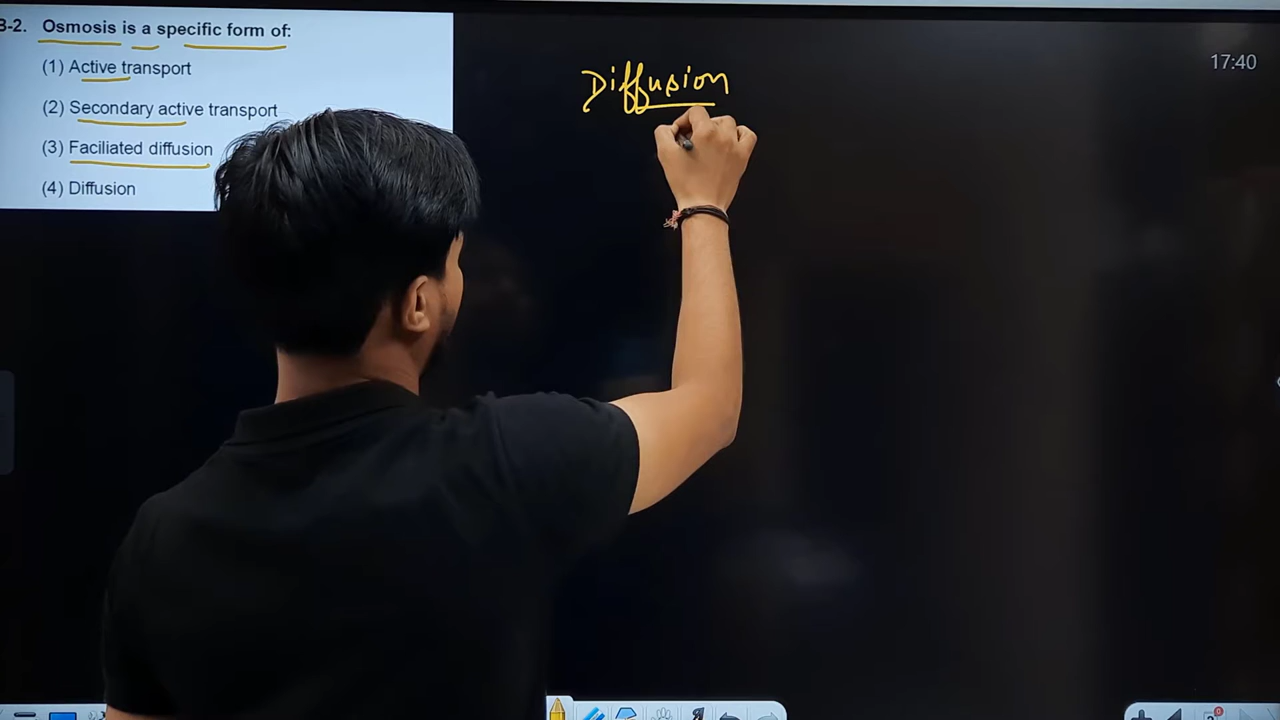 3-2. Osmosis is a specific form of:
(1) Active transport
(2) Secondary active transport
(3) Faciliated diffusion
(4) Diffusion
Diffusion
17:40